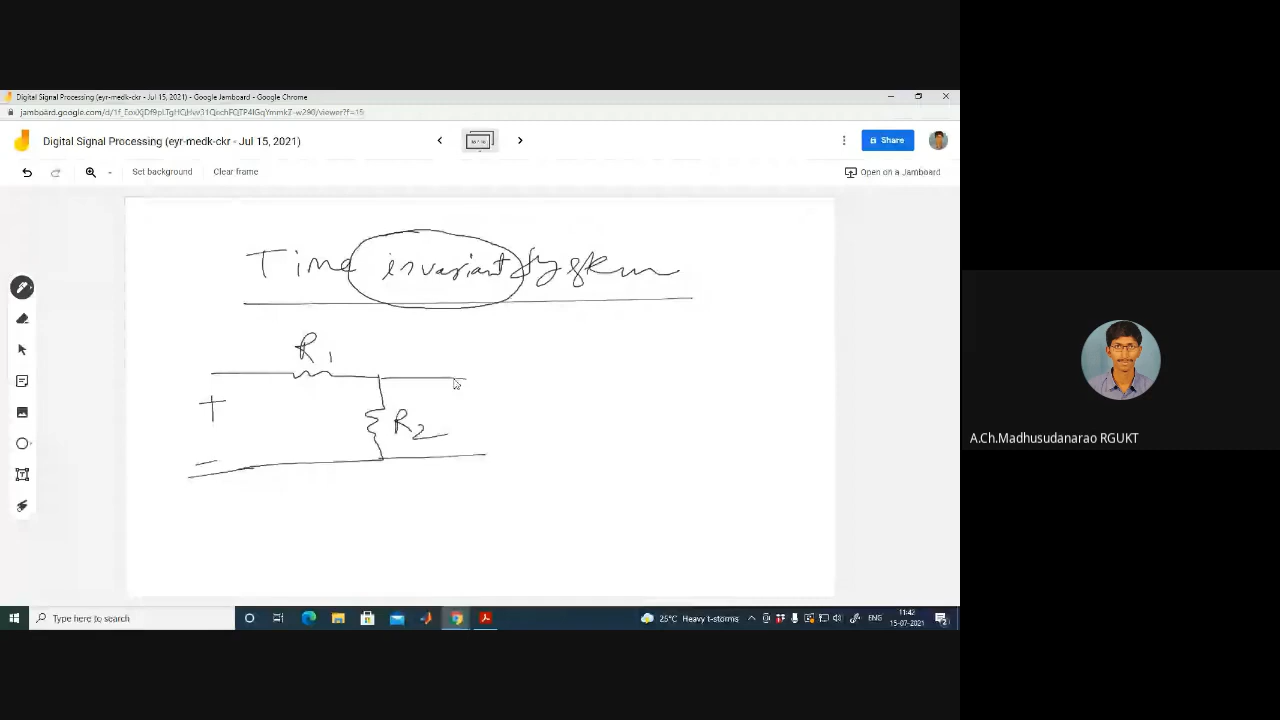 Digital Signal Processing (eyr-medk-ckr - Jul 15, 2021) - Google Jamboard - Google Chrome
Digital Signal Processing (eyr-medk-ckr - Jul 15, 2021)
Share
Set background
Clear frame
Open on a Jamboard
Time invariant System
R1
+
R2
-
A.Ch.Madhusudanarao RGUKT
Type here to search
25°C Heavy t-storms
ENG
11:42
15-07-2021